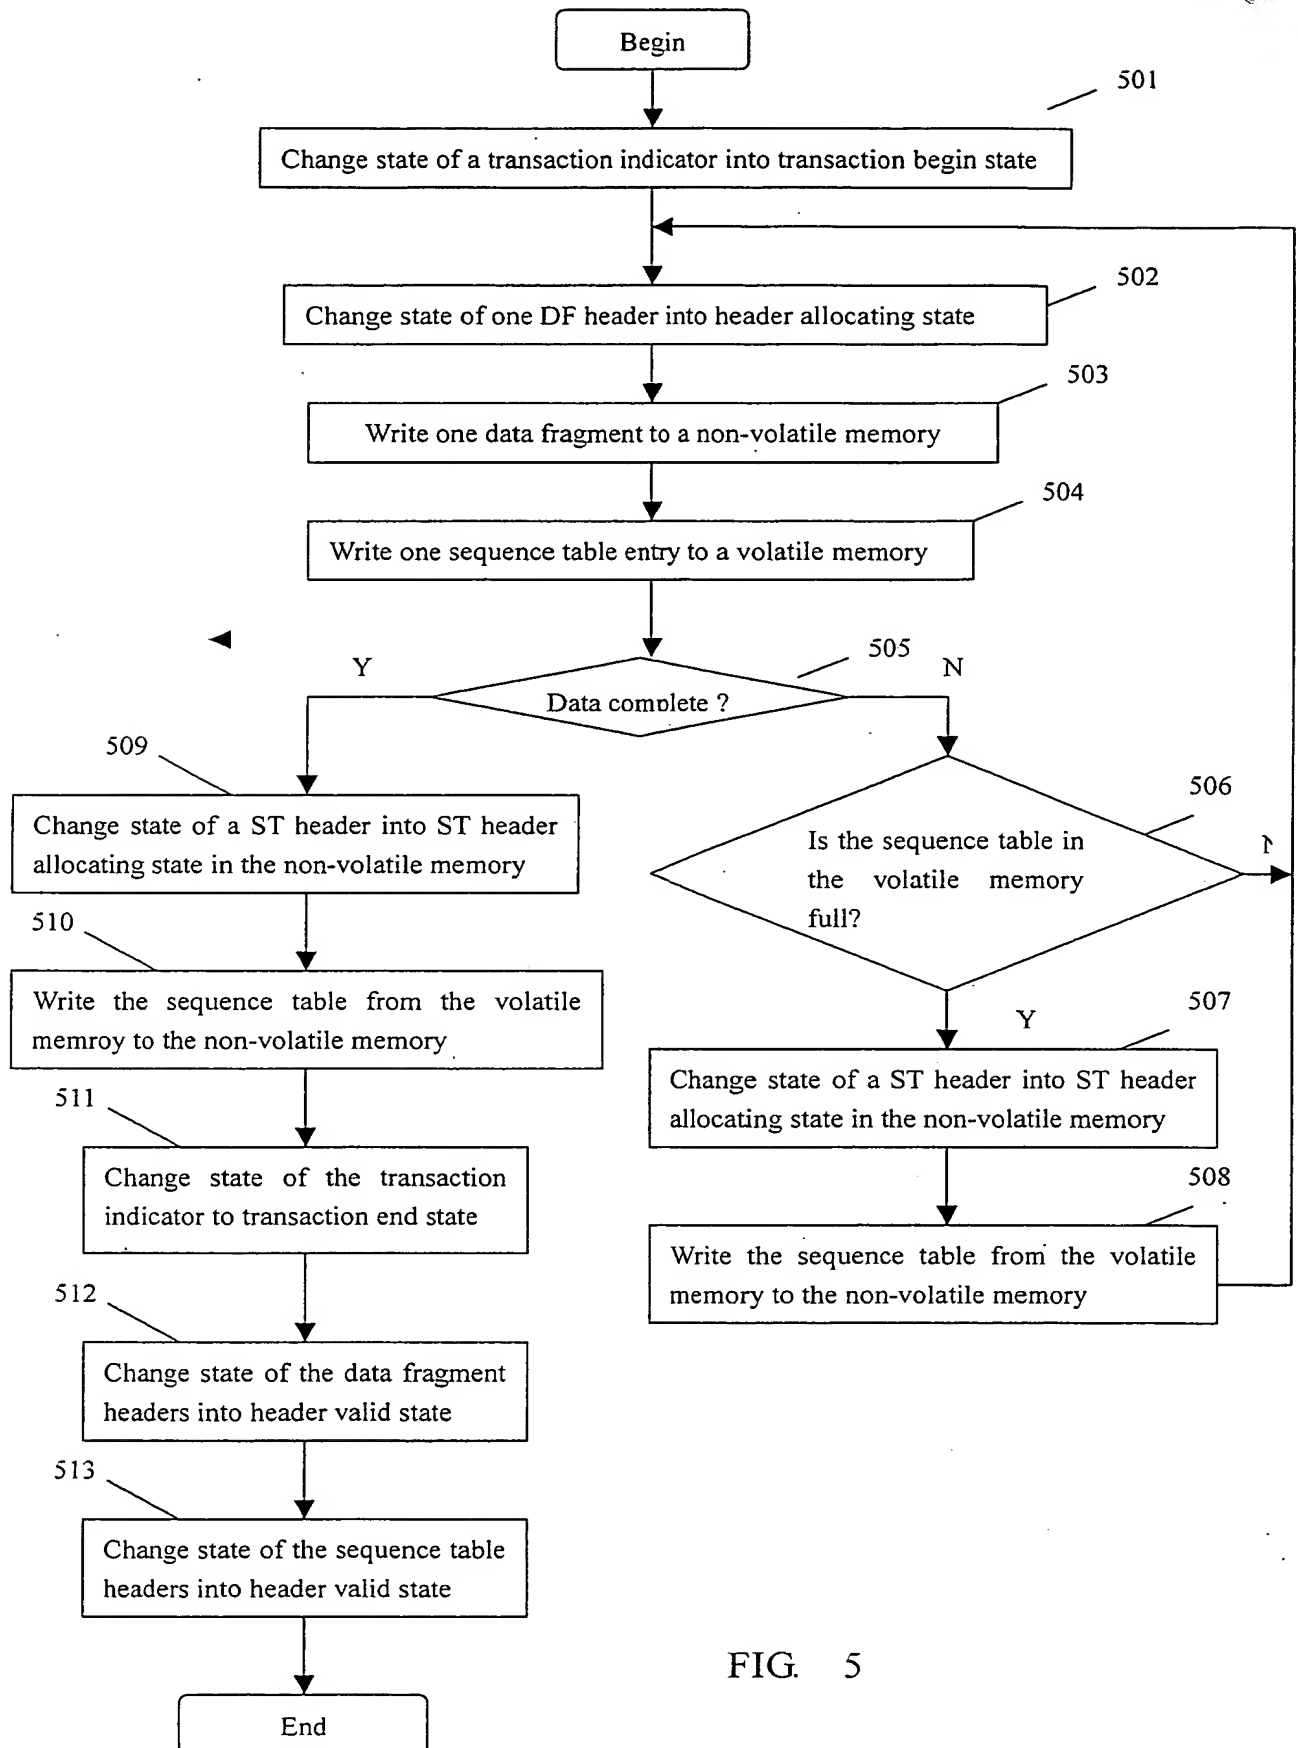 Begin
501
Change state of a transaction indicator into transaction begin state
502
Change state of one DF header into header allocating state
503
Write one data fragment to a non-volatile memory
504
Write one sequence table entry to a volatile memory
505
Y
N
Data complete ?
509
Change state of a ST header into ST header
allocating state in the non-volatile memory
506
Is the sequence table in
the volatile memory
full?
510
Write the sequence table from the volatile
memroy to the non-volatile memory
Y
507
Change state of a ST header into ST header
allocating state in the non-volatile memory
511
Change state of the transaction
indicator to transaction end state
508
Write the sequence table from the volatile
memory to the non-volatile memory
512
Change state of the data fragment
headers into header valid state
513
Change state of the sequence table
headers into header valid state
FIG. 5
End